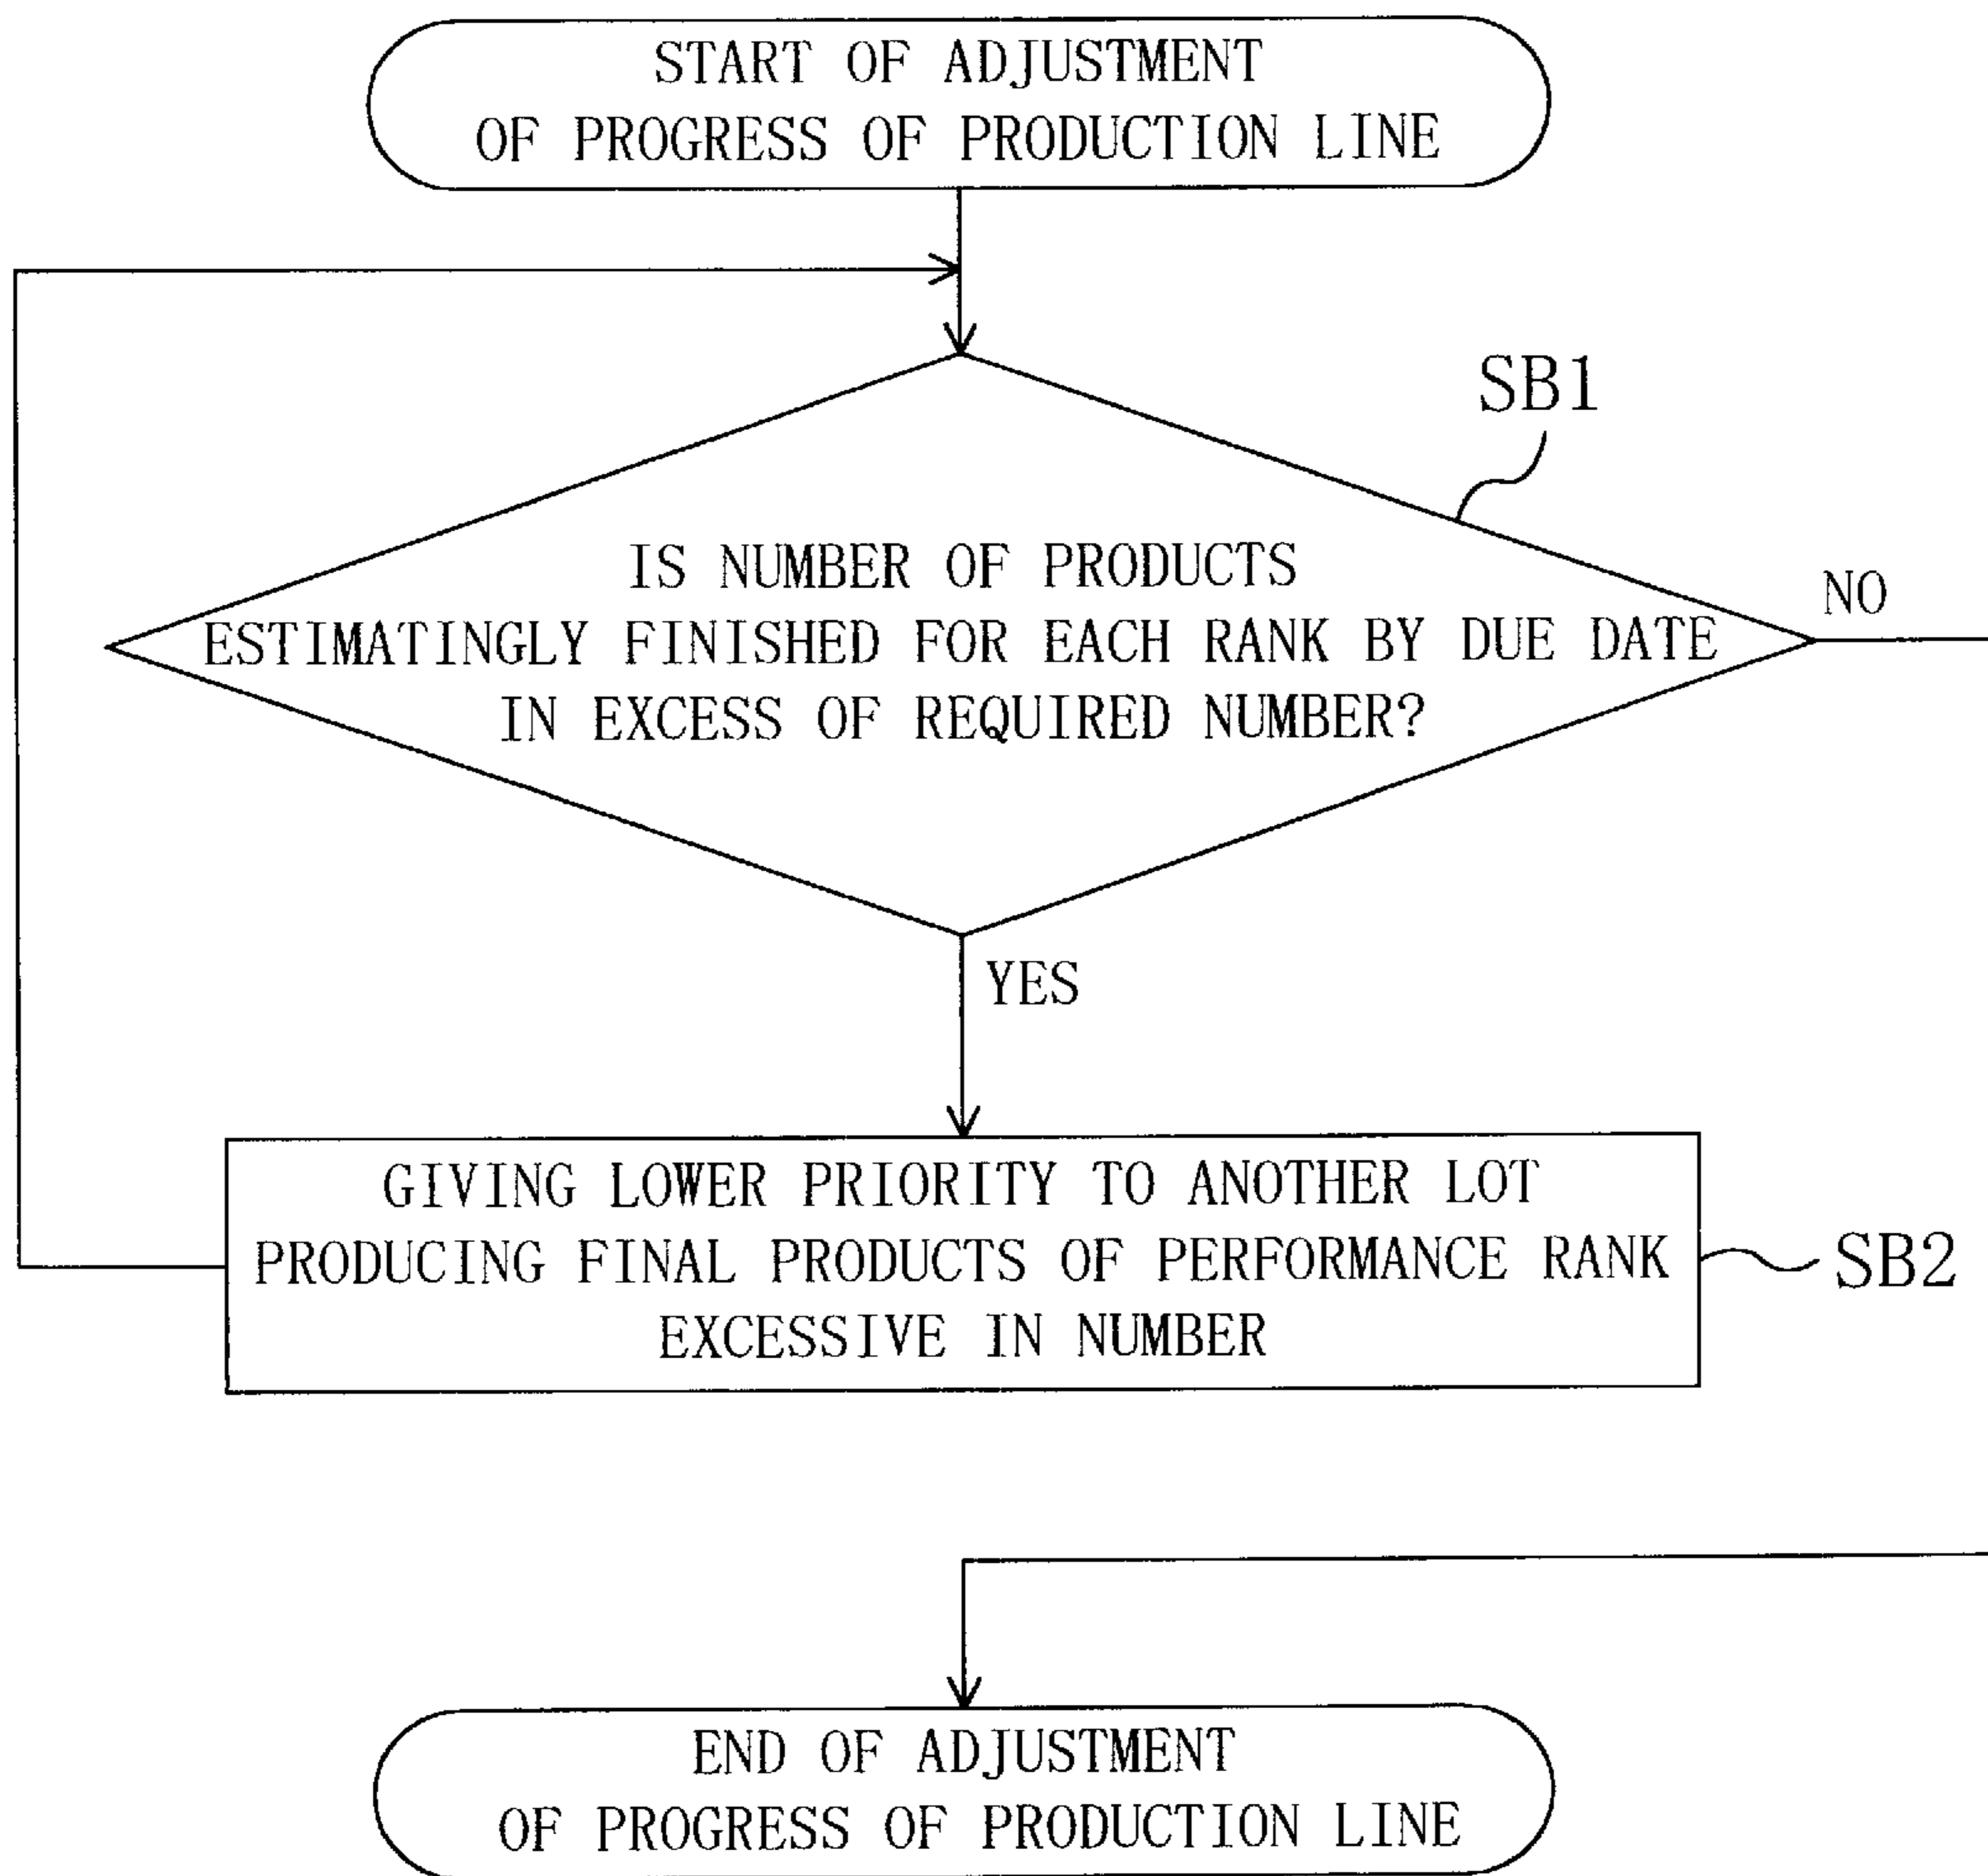 START OF ADJUSTMENT
OF PROGRESS OF PRODUCTION LINE
SB1
IS NUMBER OF PRODUCTS
ESTIMATINGLY FINISHED FOR EACH RANK BY DUE DATE
IN EXCESS OF REQUIRED NUMBER?
NO
YES
GIVING LOWER PRIORITY TO ANOTHER LOT
PRODUCING FINAL PRODUCTS OF PERFORMANCE RANK
EXCESSIVE IN NUMBER
SB2
END OF ADJUSTMENT
OF PROGRESS OF PRODUCTION LINE